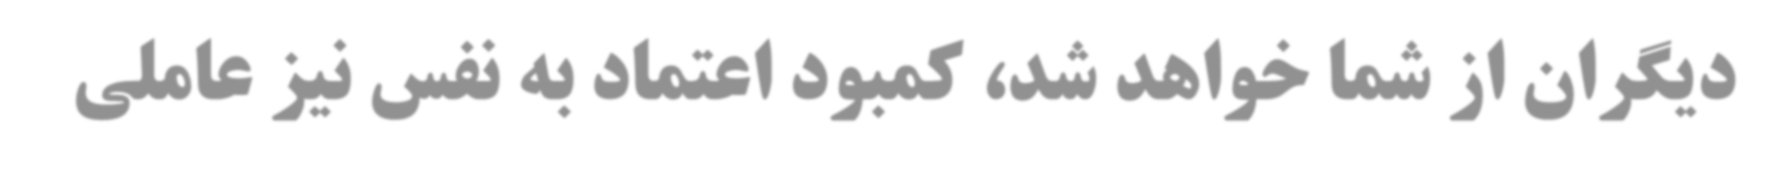 دیگران از شما خواهد شد، کمبود اعتماد به نفس نیز عاملی